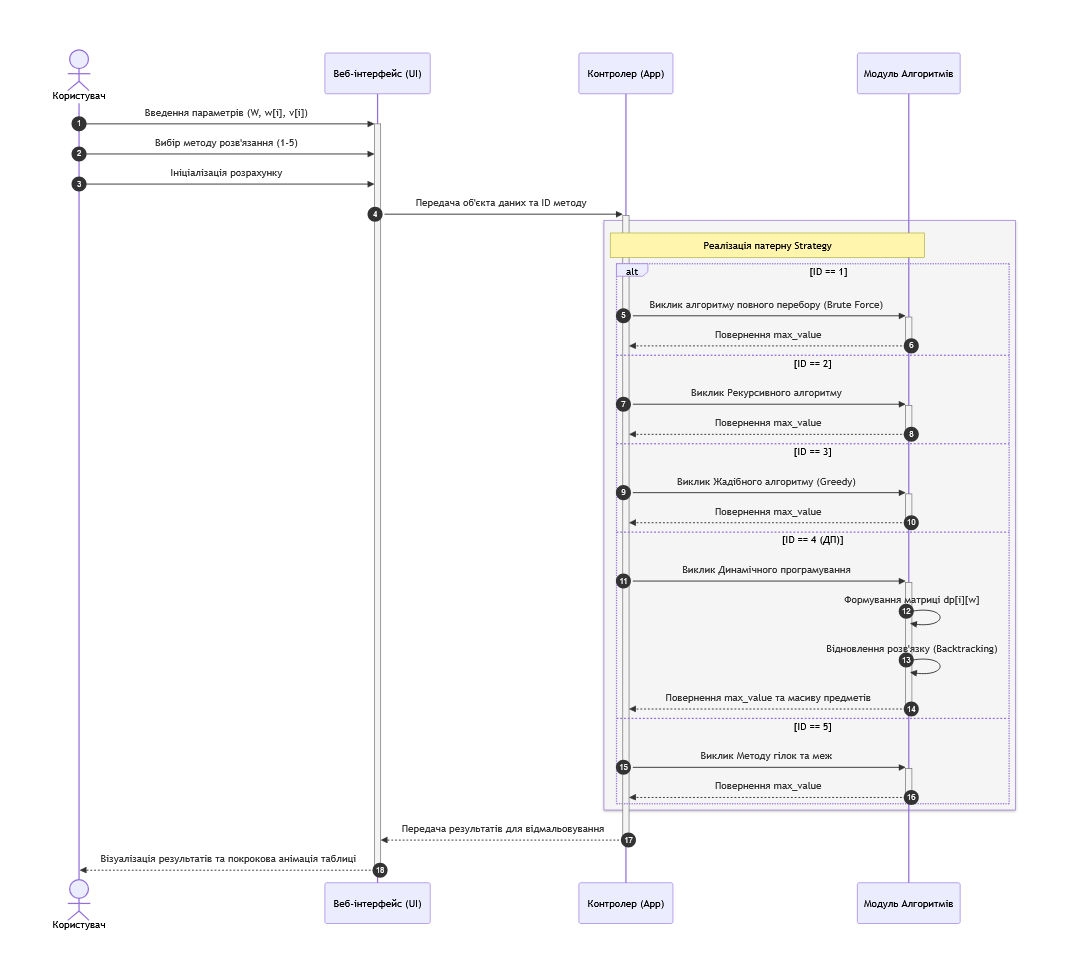 Користувач
Веб-інтерфейс (UI)
Контролер (App)
Модуль Алгоритмів
Введення параметрів (W, w[i], v[i])
1
Вибір методу розв'язання (1-5)
2
Ініціалізація розрахунку
3
Передача об'єкта даних та ID методу
4
Реалізація патерну Strategy
alt
[ID == 1]
Виклик алгоритму повного перебору (Brute Force)
5
Повернення max_value
6
[ID == 2]
Виклик Рекурсивного алгоритму
7
Повернення max_value
8
[ID == 3]
Виклик Жадібного алгоритму (Greedy)
9
Повернення max_value
10
[ID == 4 (ДП)]
Виклик Динамічного програмування
11
Формування матриці dp[i][w]
12
Відновлення розв'язку (Backtracking)
13
Повернення max_value та масиву предметів
14
[ID == 5]
Виклик Методу гілок та меж
15
Повернення max_value
16
Передача результатів для відмальовування
17
Візуалізація результатів та покрокова анімація таблиці
18
Користувач
Веб-інтерфейс (UI)
Контролер (App)
Модуль Алгоритмів